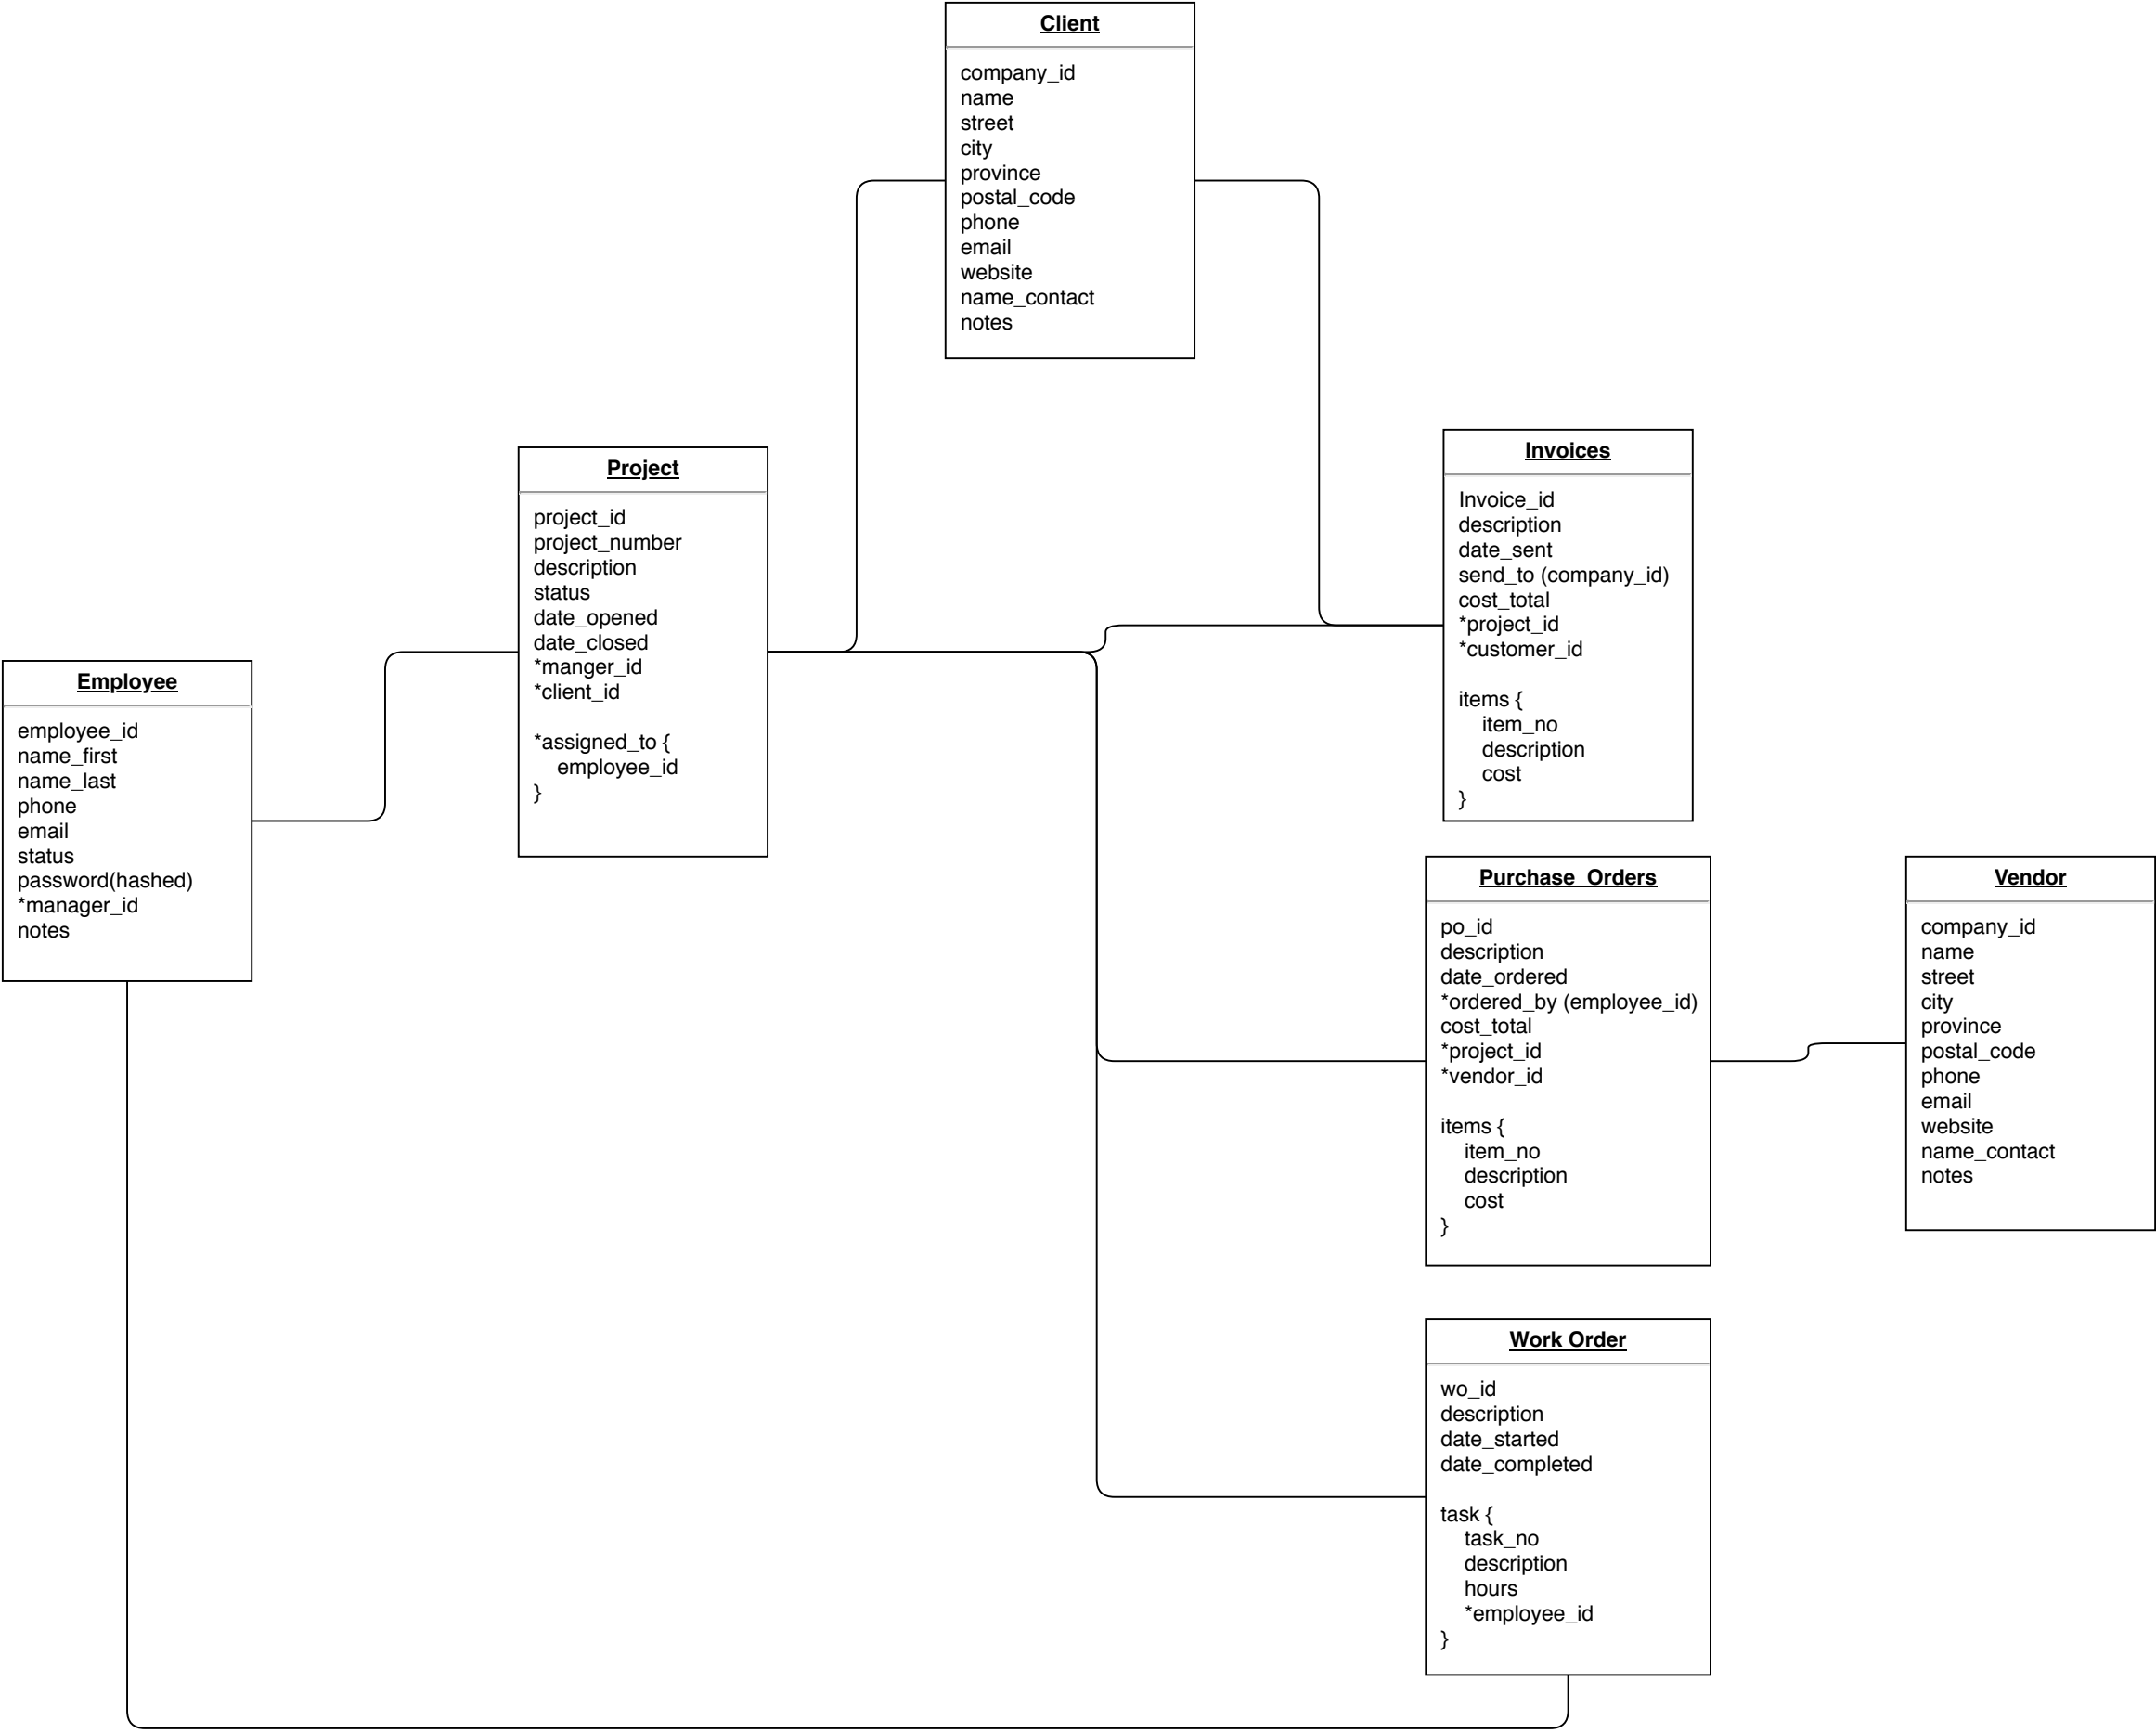 Client
company_id
name
street
city
province
postal_code
phone
email
website
name_contact
notes
Project
project_id
project_number
description
status
date_opened
date_closed
*manger_id
*client_id
*assigned_to {
employee_id
}
Invoices
Invoice_id
description
date_sent
send_to (company_id)
cost_total
*project_id
*customer_id
items {
item_no
description
cost
}
Employee
employee_id
name_first
name_last
phone
email
status
password(hashed)
*manager_id
notes
Purchase_Orders
po_id
description
date_ordered
*ordered_by (employee_id)
cost_total
*project_id
*vendor_id
items {
item_no
description
cost
}
Vendor
company_id
name
street
city
province
postal_code
phone
email
website
name_contact
notes
Work Order
wo_id
description
date_started
date_completed
task {
task_no
description
hours
*employee_id
}